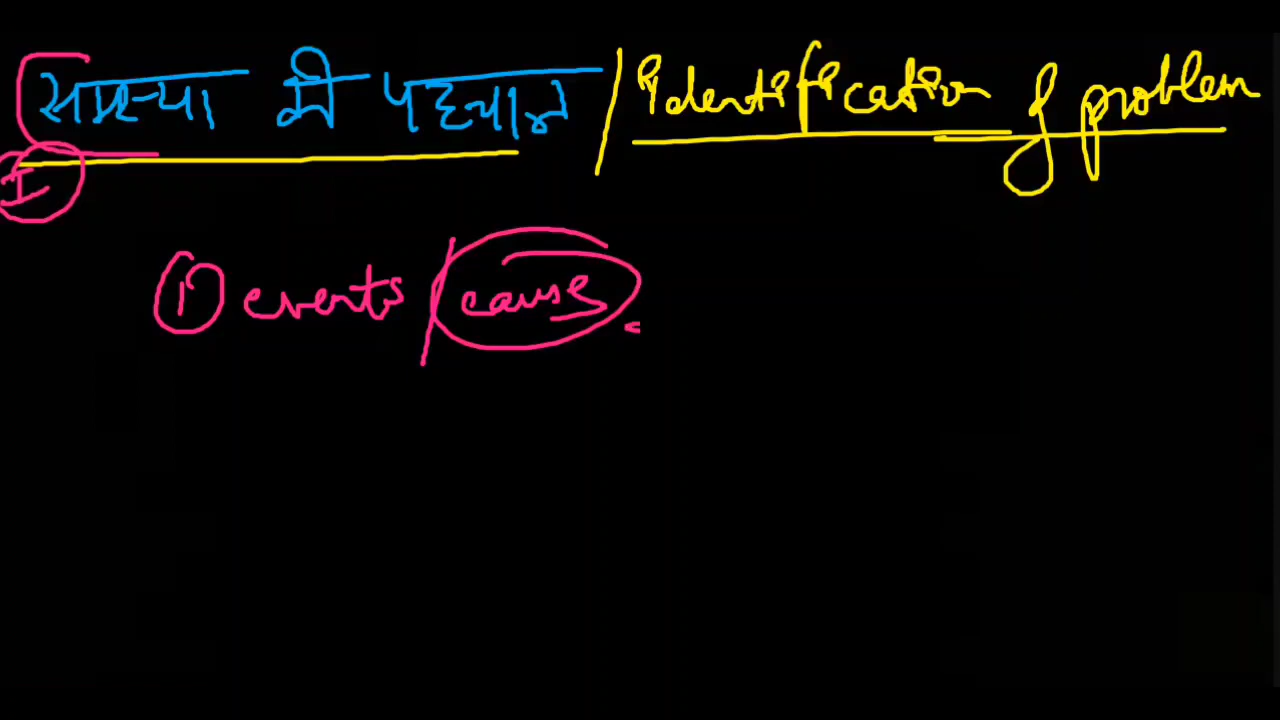 समस्या की पहचान / Identification of problem
I
① events / cause